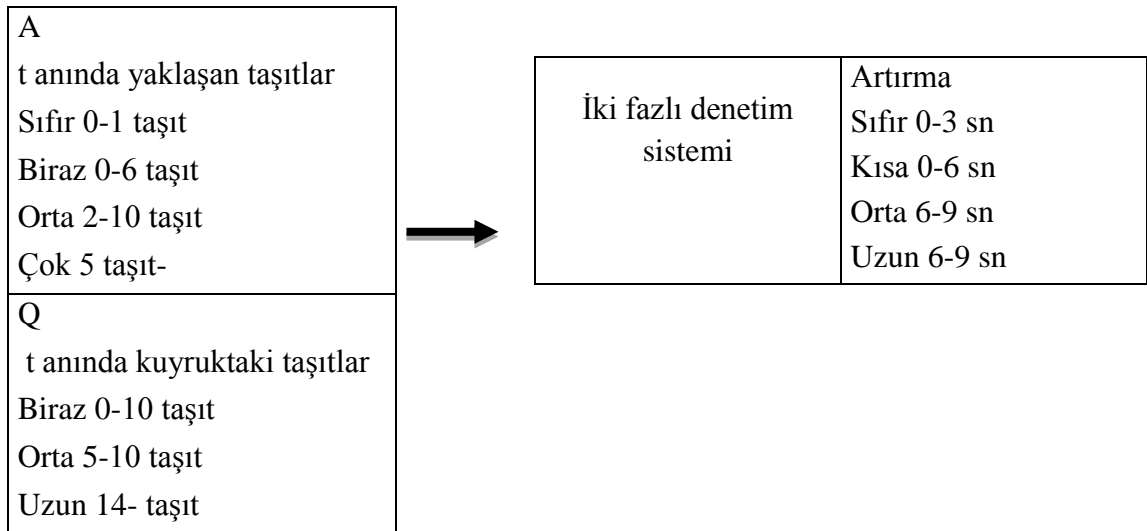 A
t anında yaklaşan taşıtlar
Sıfır 0-1 taşıt
Biraz 0-6 taşıt
Orta 2-10 taşıt
Çok 5 taşıt-
Q
t anında kuyruktaki taşıtlar
Biraz 0-10 taşıt
Orta 5-10 taşıt
Uzun 14- taşıt
İki fazlı denetim
sistemi
Artırma
Sıfır 0-3 sn
Kısa 0-6 sn
Orta 6-9 sn
Uzun 6-9 sn